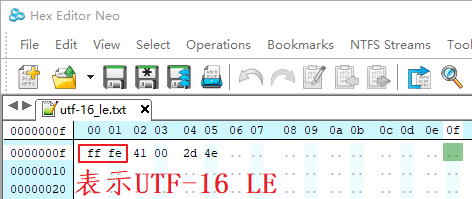 Hex Editor Neo
File Edit View Select Operations Bookmarks NTFS Streams To
utf-16_le.txt
0000000f 00 01 02 03 04 05 06 07 08 09 0a 0b 0c 0d 0e 0f
0000000f ff fe 41 00 2d 4e .. .. .. .. .. .. .. .. .. ..
00000010
00000020
表示UTF-16 LE